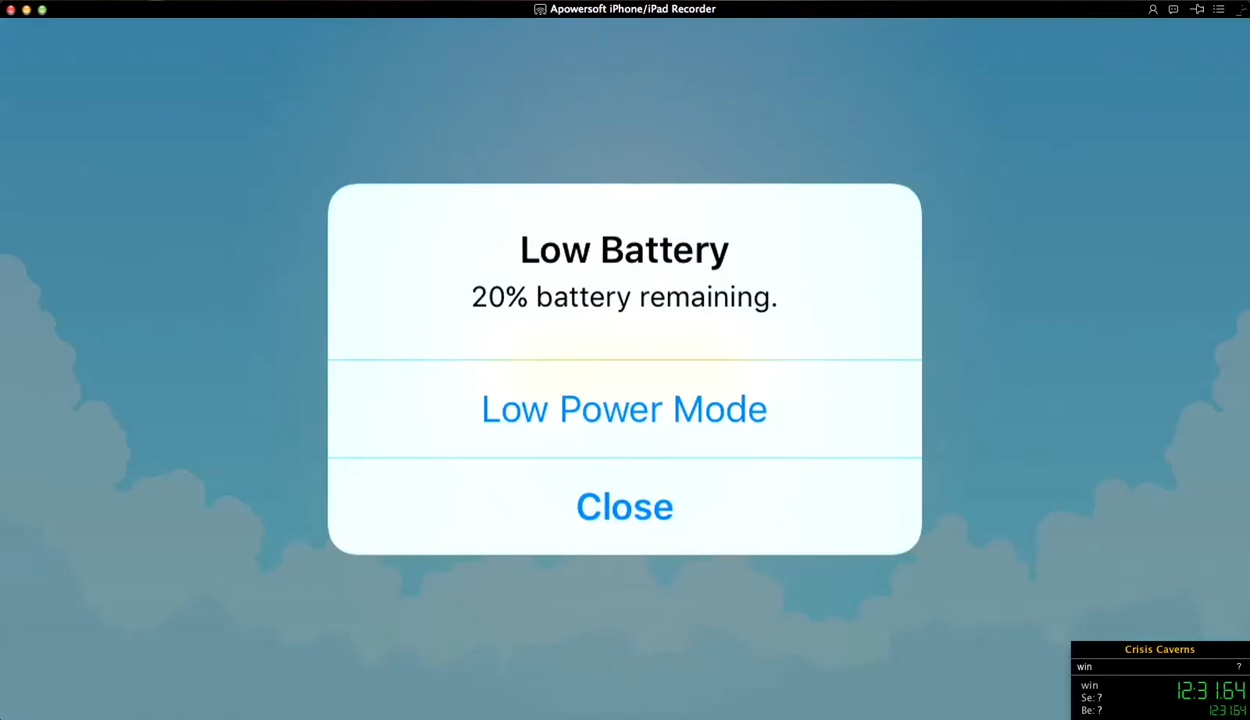 Apowersoft iPhone/iPad Recorder
Low Battery
20% battery remaining.
Low Power Mode
Close
Crisis Caverns
win ?
win
Se: ?
12:31.64
Be: ?
12:31.64